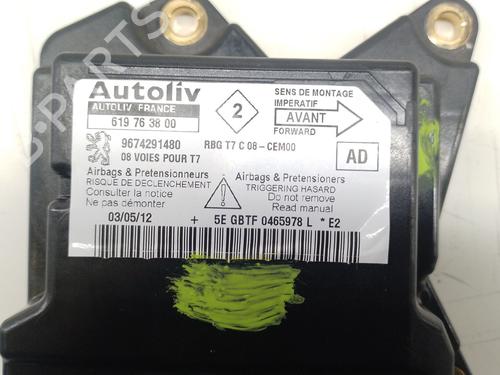 B-PARTS
Autoliv
AUTOLIV FRANCE
619 76 38 00
2
SENS DE MONTAGE
IMPERATIF
AVANT
FORWARD
9674291480
RBG T7 C 08-CEM00
08 VOIES POUR T7
AD
Airbags & Pretensionneurs
RISQUE DE DECLENCHEMENT
Consulter la notice
Ne pas démonter
Airbags & Pretensioners
TRIGGERING HASARD
Do not remove
Read manual
03/05/12 + 5E GBTF 0465978 L * E2